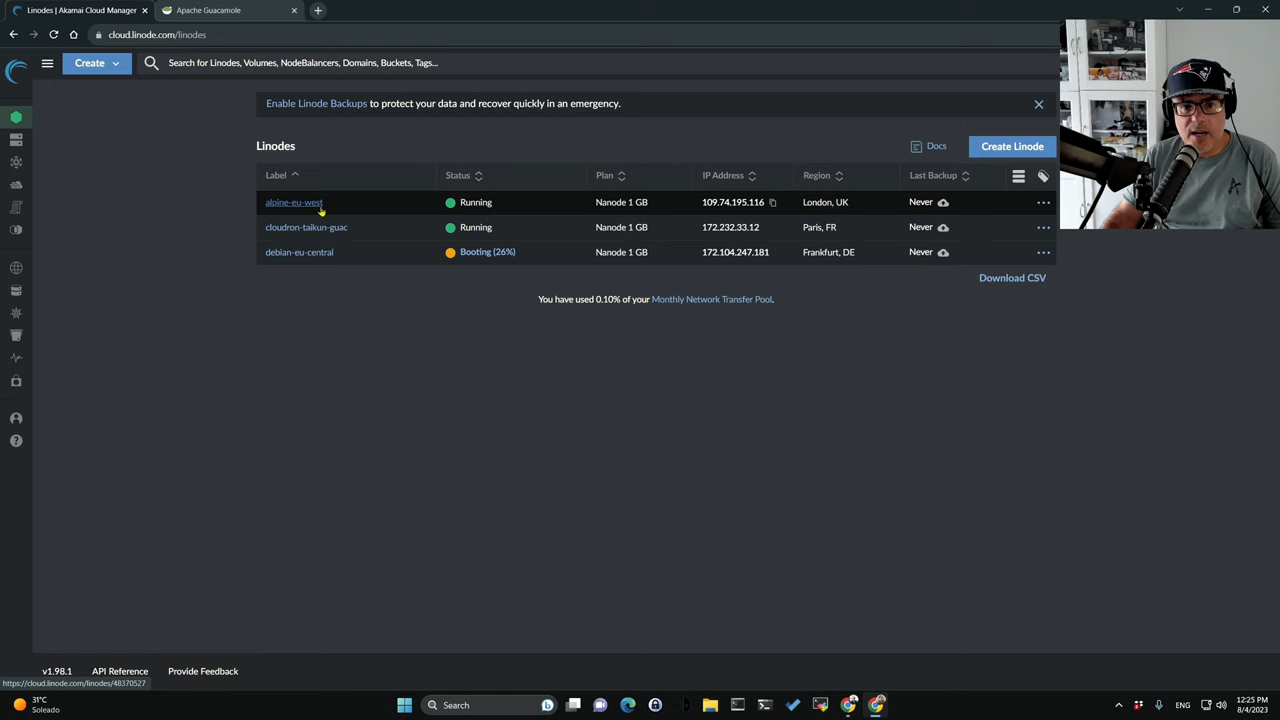 Linodes | Akamai Cloud Manager
Apache Guacamole
cloud.linode.com/linodes
Create
Search for Linodes, Volumes, NodeBalancers, Domains, Buckets, Tags...
Enable Linode Backups to protect your data and recover quickly in an emergency.
Linodes
Docs
Create Linode
Label Status Plan IP Address Region Last Backup
alpine-eu-west Running Nanode 1 GB 109.74.195.116 London, UK Never
cloudron-taikun-guac Running Nanode 1 GB 172.232.33.12 Paris, FR Never
debian-eu-central Booting (26%) Nanode 1 GB 172.104.247.181 Frankfurt, DE Never
Download CSV
You have used 0.10% of your Monthly Network Transfer Pool.
v1.98.1 API Reference Provide Feedback
https://cloud.linode.com/linodes/48370527
31°C
Soleado
Search
ENG
12:25 PM
8/4/2023